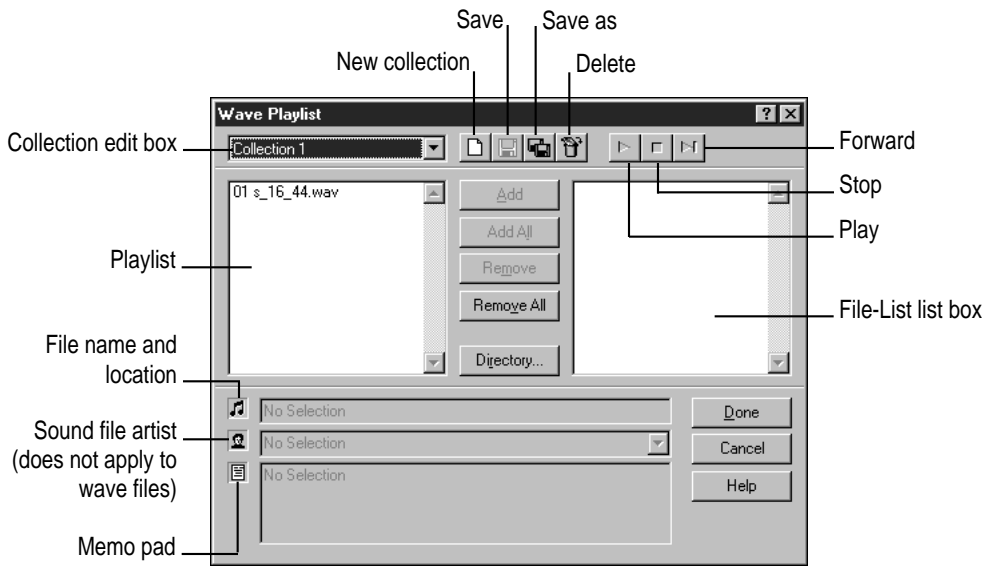 Save
Save as
New collection
Delete
Wave Playlist
Collection edit box
Collection 1
Forward
Stop
Play
01 s_16_44.wav
Add
Add All
Remove
Remove All
Directory...
Playlist
File-List list box
File name and
location
No Selection
Done
Sound file artist
(does not apply to
wave files)
No Selection
Cancel
No Selection
Help
Memo pad